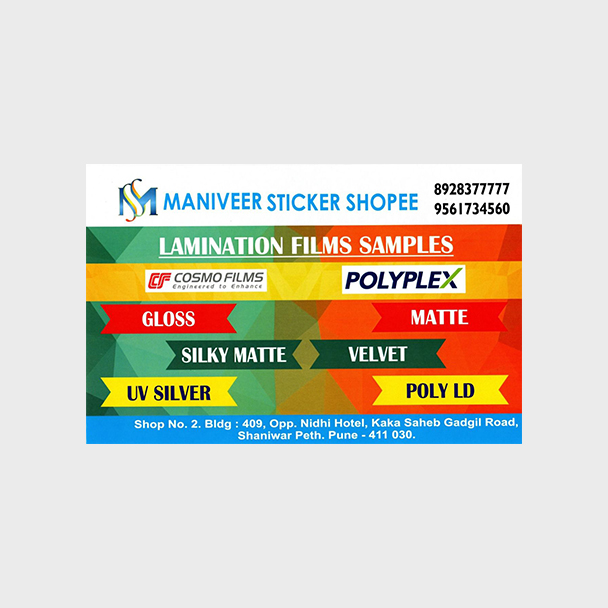 MS
MANIVEER STICKER SHOPEE
8928377777
9561734560
LAMINATION FILMS SAMPLES
CF COSMO FILMS
Engineered to Enhance
POLYPLEX
GLOSS
MATTE
SILKY MATTE
VELVET
UV SILVER
POLY LD
Shop No. 2. Bldg : 409, Opp. Nidhi Hotel, Kaka Saheb Gadgil Road,
Shaniwar Peth. Pune - 411 030.